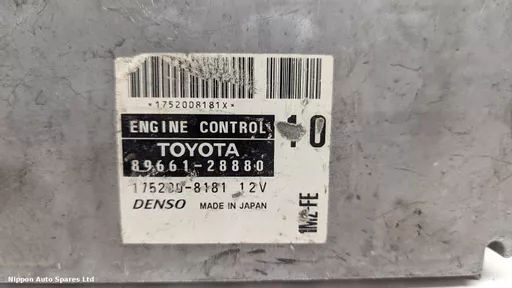 *1752008181X*
ENGINE CONTROL 10
TOYOTA
89661-28880
175200-8181 12V
DENSO MADE IN JAPAN
1MZ-FE
Nippon Auto Spares Ltd